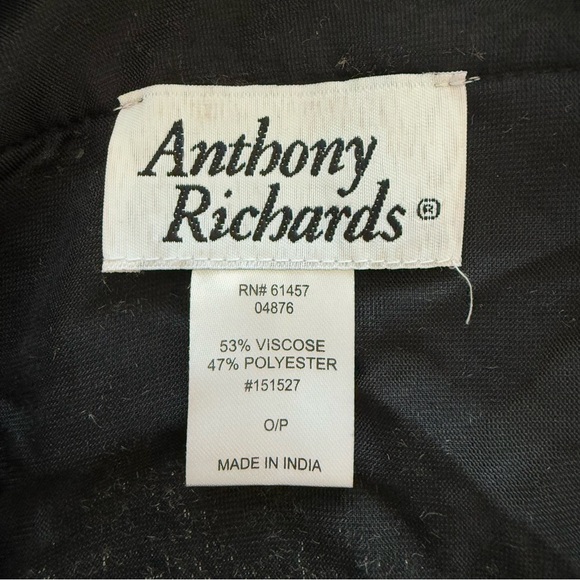 Anthony
Richards®
RN# 61457
04876
53% VISCOSE
47% POLYESTER
#151527
O/P
MADE IN INDIA